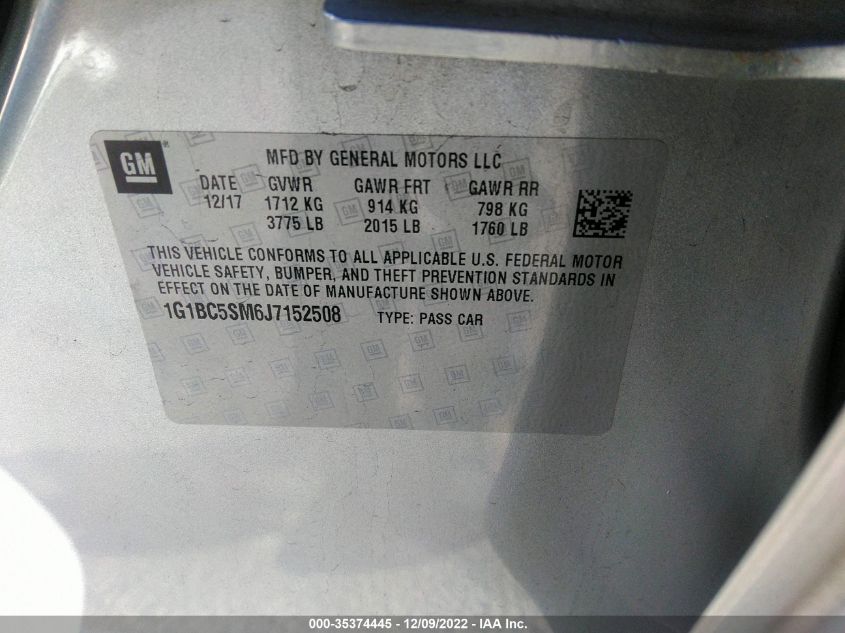 GM
MFD BY GENERAL MOTORS LLC
DATE GVWR GAWR FRT GAWR RR
12/17 1712 KG 914 KG 798 KG
3775 LB 2015 LB 1760 LB
THIS VEHICLE CONFORMS TO ALL APPLICABLE U.S. FEDERAL MOTOR
VEHICLE SAFETY, BUMPER, AND THEFT PREVENTION STANDARDS IN
EFFECT ON THE DATE OF MANUFACTURE SHOWN ABOVE.
1G1BC5SM6J7152508 TYPE: PASS CAR
000-35374445 - 12/09/2022 - IAA Inc.